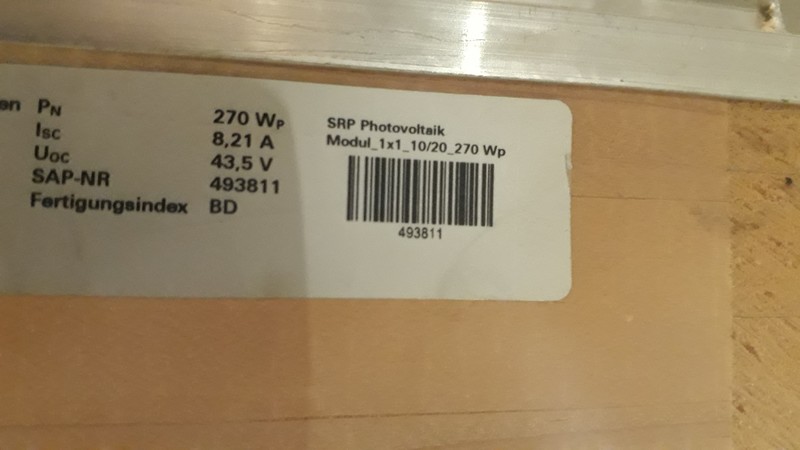 en PN 270 WP
ISC 8,21 A
UOC 43,5 V
SAP-NR 493811
Fertigungsindex BD
SRP Photovoltaik
Modul_1x1_10/20_270 Wp
493811